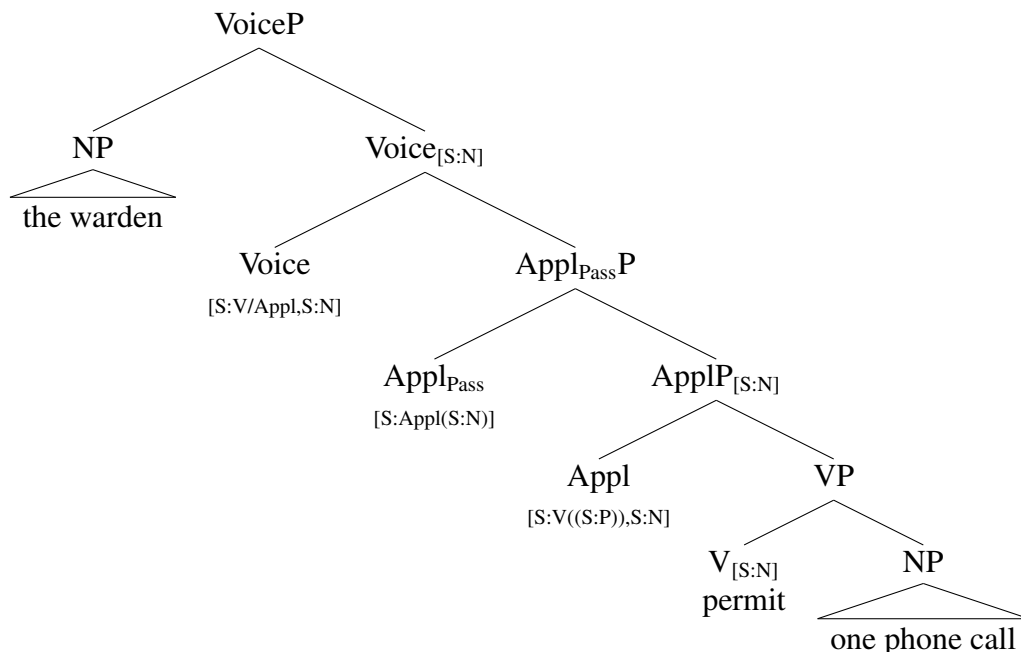 VoiceP
NP Voice[S:N]
the warden
Voice ApplPassP
[S:V/Appl,S:N]
ApplPass ApplP[S:N]
[S:Appl(S:N)]
Appl VP
[S:V((S:P)),S:N]
V[S:N] NP
permit
one phone call